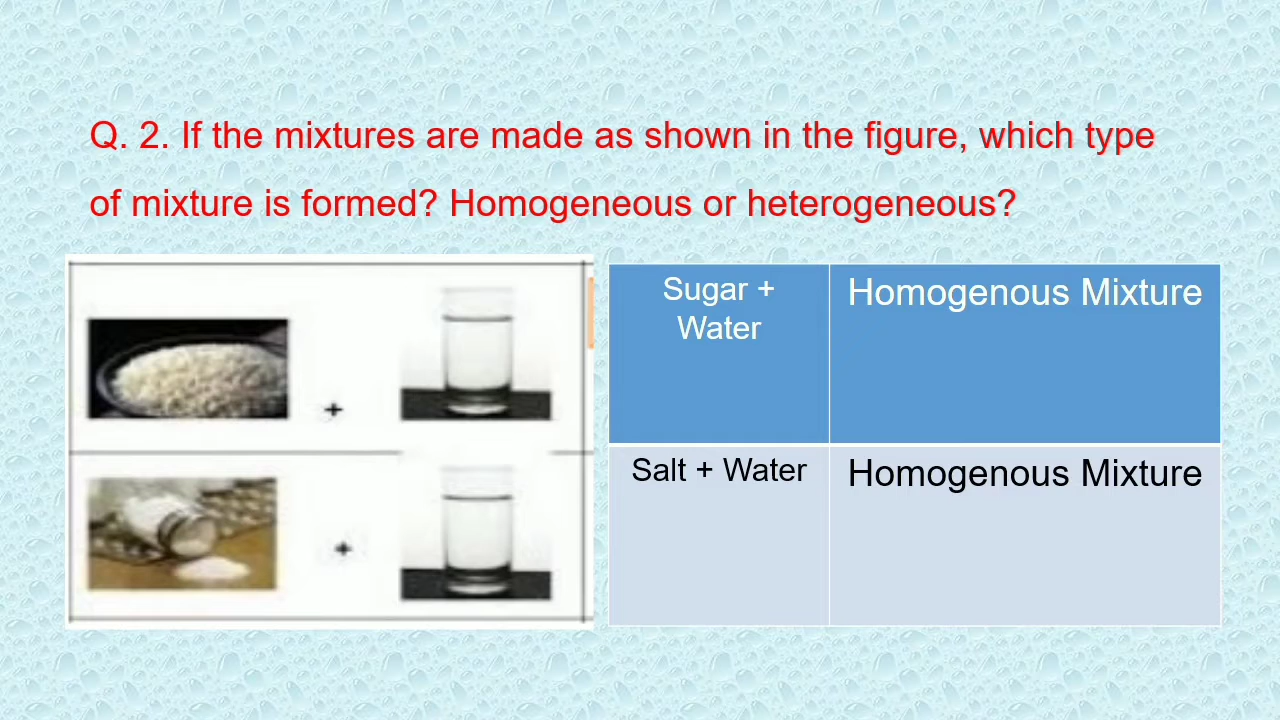 Q. 2. If the mixtures are made as shown in the figure, which type
of mixture is formed? Homogeneous or heterogeneous?
+
+
Sugar +
Water
Homogenous Mixture
Salt + Water
Homogenous Mixture